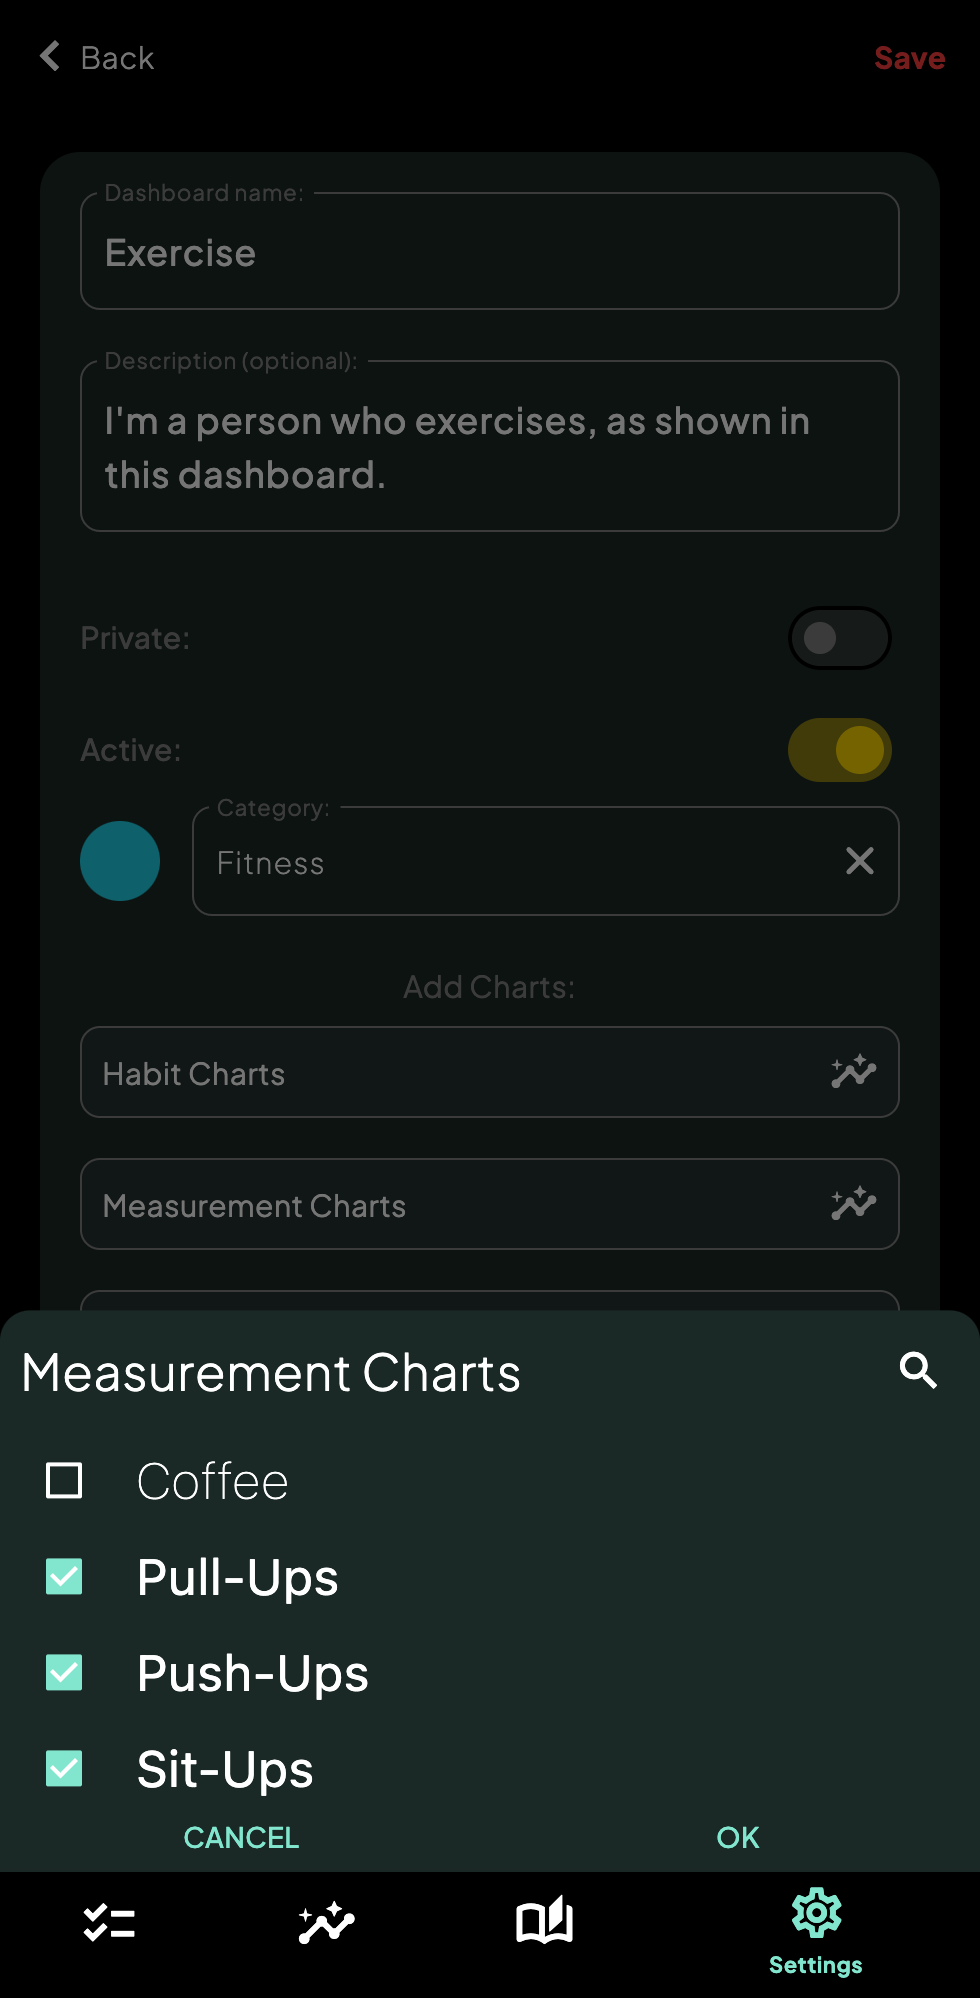 Back
Save
Dashboard name:
Exercise
Description (optional):
I'm a person who exercises, as shown in
this dashboard.
Private:
Active:
Category:
Fitness
Add Charts:
Habit Charts
Measurement Charts
Measurement Charts
Coffee
Pull-Ups
Push-Ups
Sit-Ups
CANCEL
OK
Settings